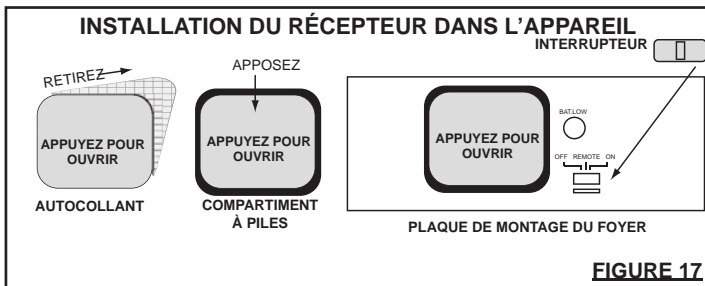 INSTALLATION DU RÉCEPTEUR DANS L'APPAREIL
INTERRUPTEUR
RETIREZ
APPUYEZ POUR
OUVRIR
AUTOCOLLANT
APPOSEZ
APPUYEZ POUR
OUVRIR
COMPARTIMENT
À PILES
APPUYEZ POUR
OUVRIR
BAT.LOW
OFF REMOTE ON
PLAQUE DE MONTAGE DU FOYER
FIGURE 17